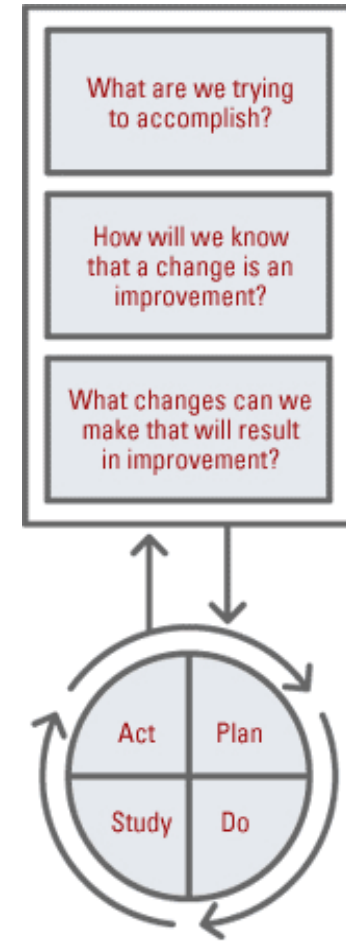 What are we trying
to accomplish?
How will we know
that a change is an
improvement?
What changes can we
make that will result
in improvement?
Act
Plan
Study
Do